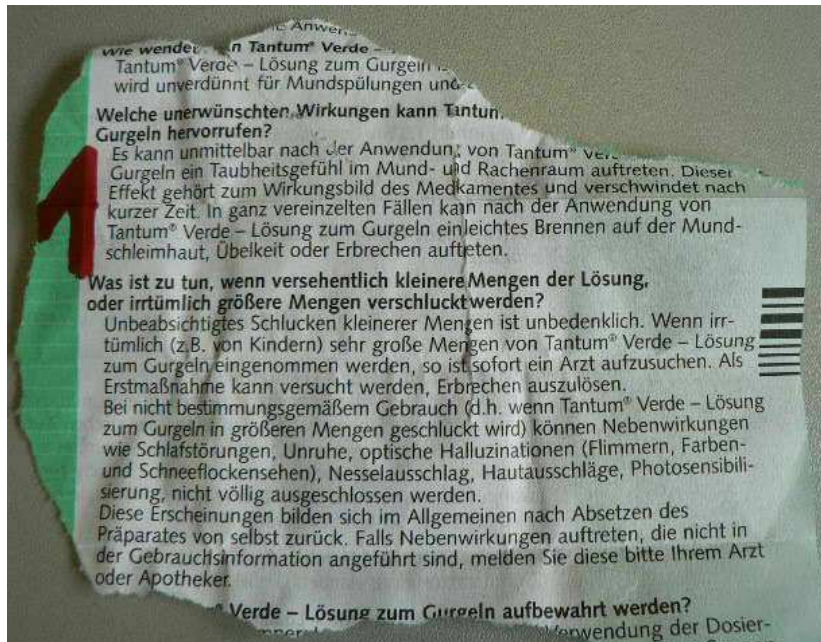 Anwen
Wie wende n Tantum® Verde –
Tantum® Verde – Lösung zum Gurgeln
wird unverdünnt für Mundspülungen und
Welche unerwünschten Wirkungen kann Tantum
Gurgeln hervorrufen?
Es kann unmittelbar nach der Anwendung von Tantum® Ver
Gurgeln ein Taubheitsgefühl im Mund- und Rachenraum auftreten. Dieser
Effekt gehört zum Wirkungsbild des Medikamentes und verschwindet nach
kurzer Zeit. In ganz vereinzelten Fällen kann nach der Anwendung von
Tantum® Verde – Lösung zum Gurgeln ein leichtes Brennen auf der Mund-
schleimhaut, Übelkeit oder Erbrechen auftreten.
1
Was ist zu tun, wenn versehentlich kleinere Mengen der Lösung,
oder irrtümlich größere Mengen verschluckt werden?
Unbeabsichtigtes Schlucken kleinerer Mengen ist unbedenklich. Wenn irr-
tümlich (z.B. von Kindern) sehr große Mengen von Tantum® Verde – Lösung
zum Gurgeln eingenommen werden, so ist sofort ein Arzt aufzusuchen. Als
Erstmaßnahme kann versucht werden, Erbrechen auszulösen.
Bei nicht bestimmungsgemäßem Gebrauch (d.h. wenn Tantum® Verde – Lösung
zum Gurgeln in größeren Mengen geschluckt wird) können Nebenwirkungen
wie Schlafstörungen, Unruhe, optische Halluzinationen (Flimmern, Farben-
und Schneeflockensehen), Nesselausschlag, Hautausschläge, Photosensibili-
sierung, nicht völlig ausgeschlossen werden.
Diese Erscheinungen bilden sich im Allgemeinen nach Absetzen des
Präparates von selbst zurück. Falls Nebenwirkungen auftreten, die nicht in
der Gebrauchsinformation angeführt sind, melden Sie diese bitte Ihrem Arzt
oder Apotheker.
® Verde – Lösung zum Gurgeln aufbewahrt werden?
Verwendung der Dosier-